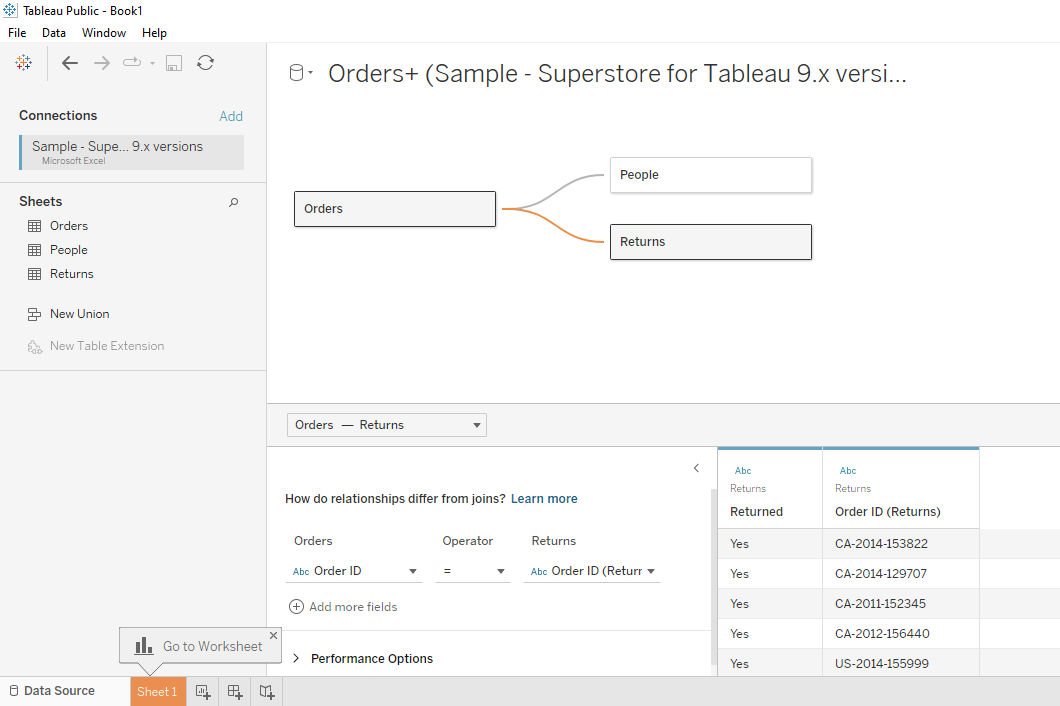 Tableau Public - Book1
File Data Window Help
Connections Add
Sample - Supe... 9.x versions
Microsoft Excel
Sheets
Orders
People
Returns
New Union
New Table Extension
Orders+ (Sample - Superstore for Tableau 9.x versi...
People
Orders
Returns
Orders — Returns
How do relationships differ from joins? Learn more
Orders Operator Returns
Abc Order ID = Abc Order ID (Returr
Add more fields
Performance Options
Abc Abc
Returns Returns
Returned Order ID (Returns)
Yes CA-2014-153822
Yes CA-2014-129707
Yes CA-2011-152345
Yes CA-2012-156440
Yes US-2014-155999
Go to Worksheet
Data Source Sheet 1